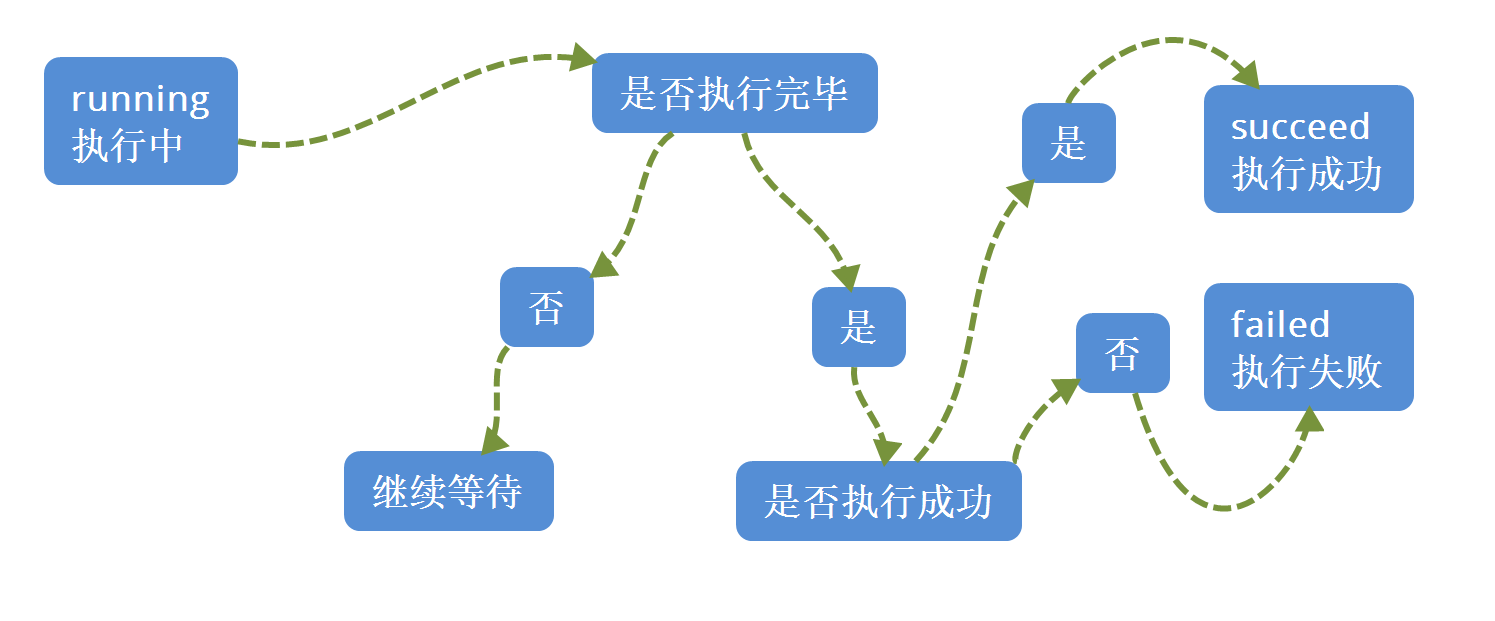 running
执行中
是否执行完毕
否
继续等待
是
是否执行成功
是
succeed
执行成功
否
failed
执行失败